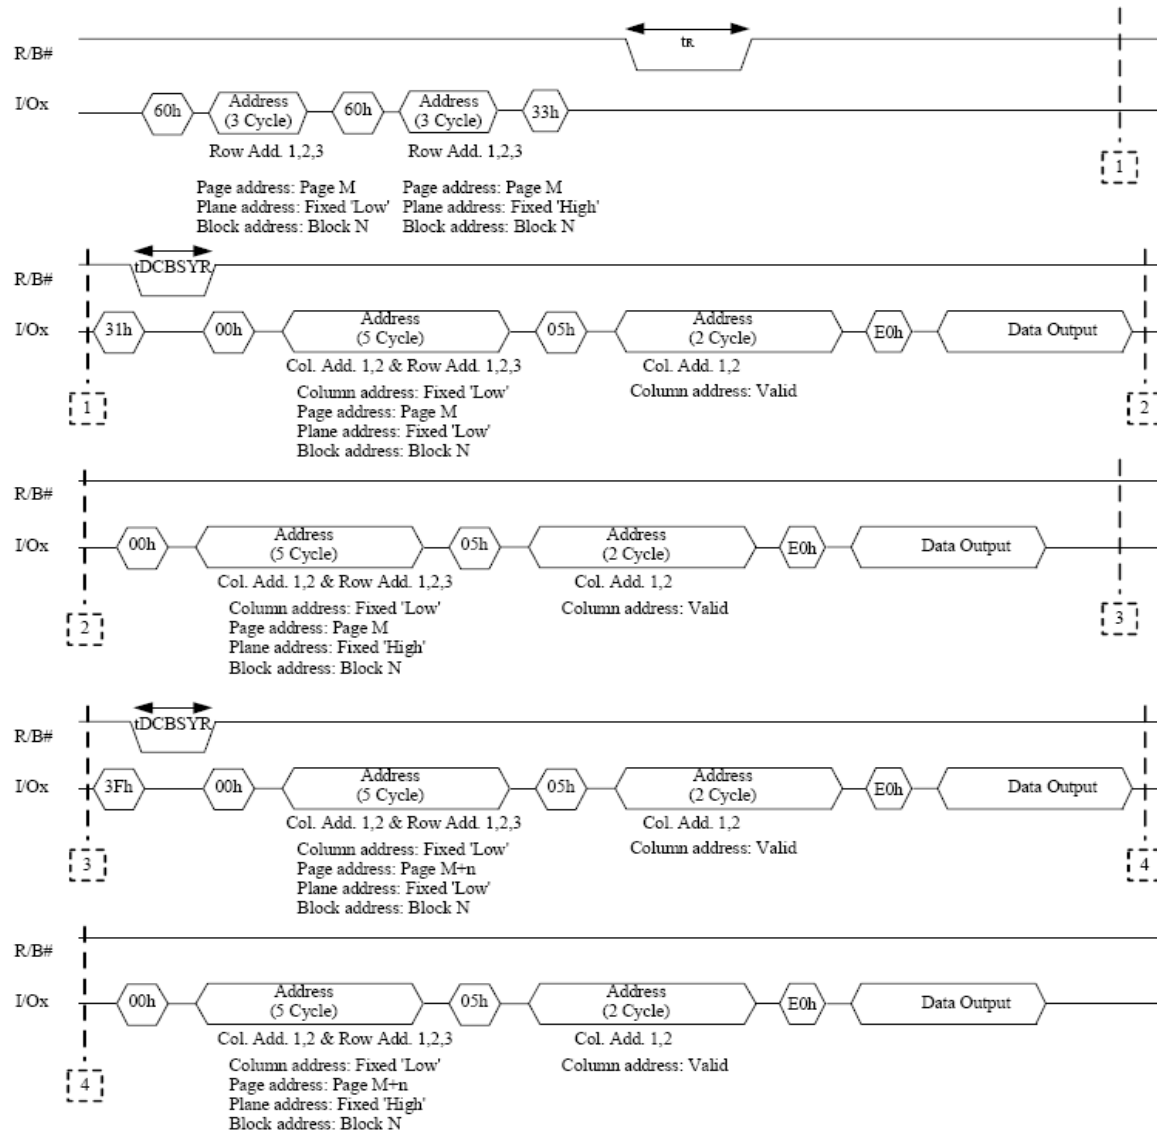 R/B#
tR
I/Ox
60h
Address
(3 Cycle)
60h
Address
(3 Cycle)
33h
Row Add. 1,2,3
Row Add. 1,2,3
1
Page address: Page M
Plane address: Fixed 'Low'
Block address: Block N
Page address: Page M
Plane address: Fixed 'High'
Block address: Block N
R/B#
tDCBSYR
I/Ox
31h
00h
Address
(5 Cycle)
05h
Address
(2 Cycle)
E0h
Data Output
Col. Add. 1,2 & Row Add. 1,2,3
Col. Add. 1,2
Column address: Fixed 'Low'
Page address: Page M
Plane address: Fixed 'Low'
Block address: Block N
Column address: Valid
1
2
R/B#
I/Ox
00h
Address
(5 Cycle)
05h
Address
(2 Cycle)
E0h
Data Output
Col. Add. 1,2 & Row Add. 1,2,3
Col. Add. 1,2
Column address: Fixed 'Low'
Page address: Page M
Plane address: Fixed 'High'
Block address: Block N
Column address: Valid
2
3
R/B#
tDCBSYR
I/Ox
3Fh
00h
Address
(5 Cycle)
05h
Address
(2 Cycle)
E0h
Data Output
Col. Add. 1,2 & Row Add. 1,2,3
Col. Add. 1,2
Column address: Fixed 'Low'
Page address: Page M+n
Plane address: Fixed 'Low'
Block address: Block N
Column address: Valid
3
4
R/B#
I/Ox
00h
Address
(5 Cycle)
05h
Address
(2 Cycle)
E0h
Data Output
Col. Add. 1,2 & Row Add. 1,2,3
Col. Add. 1,2
Column address: Fixed 'Low'
Page address: Page M+n
Plane address: Fixed 'High'
Block address: Block N
Column address: Valid
4